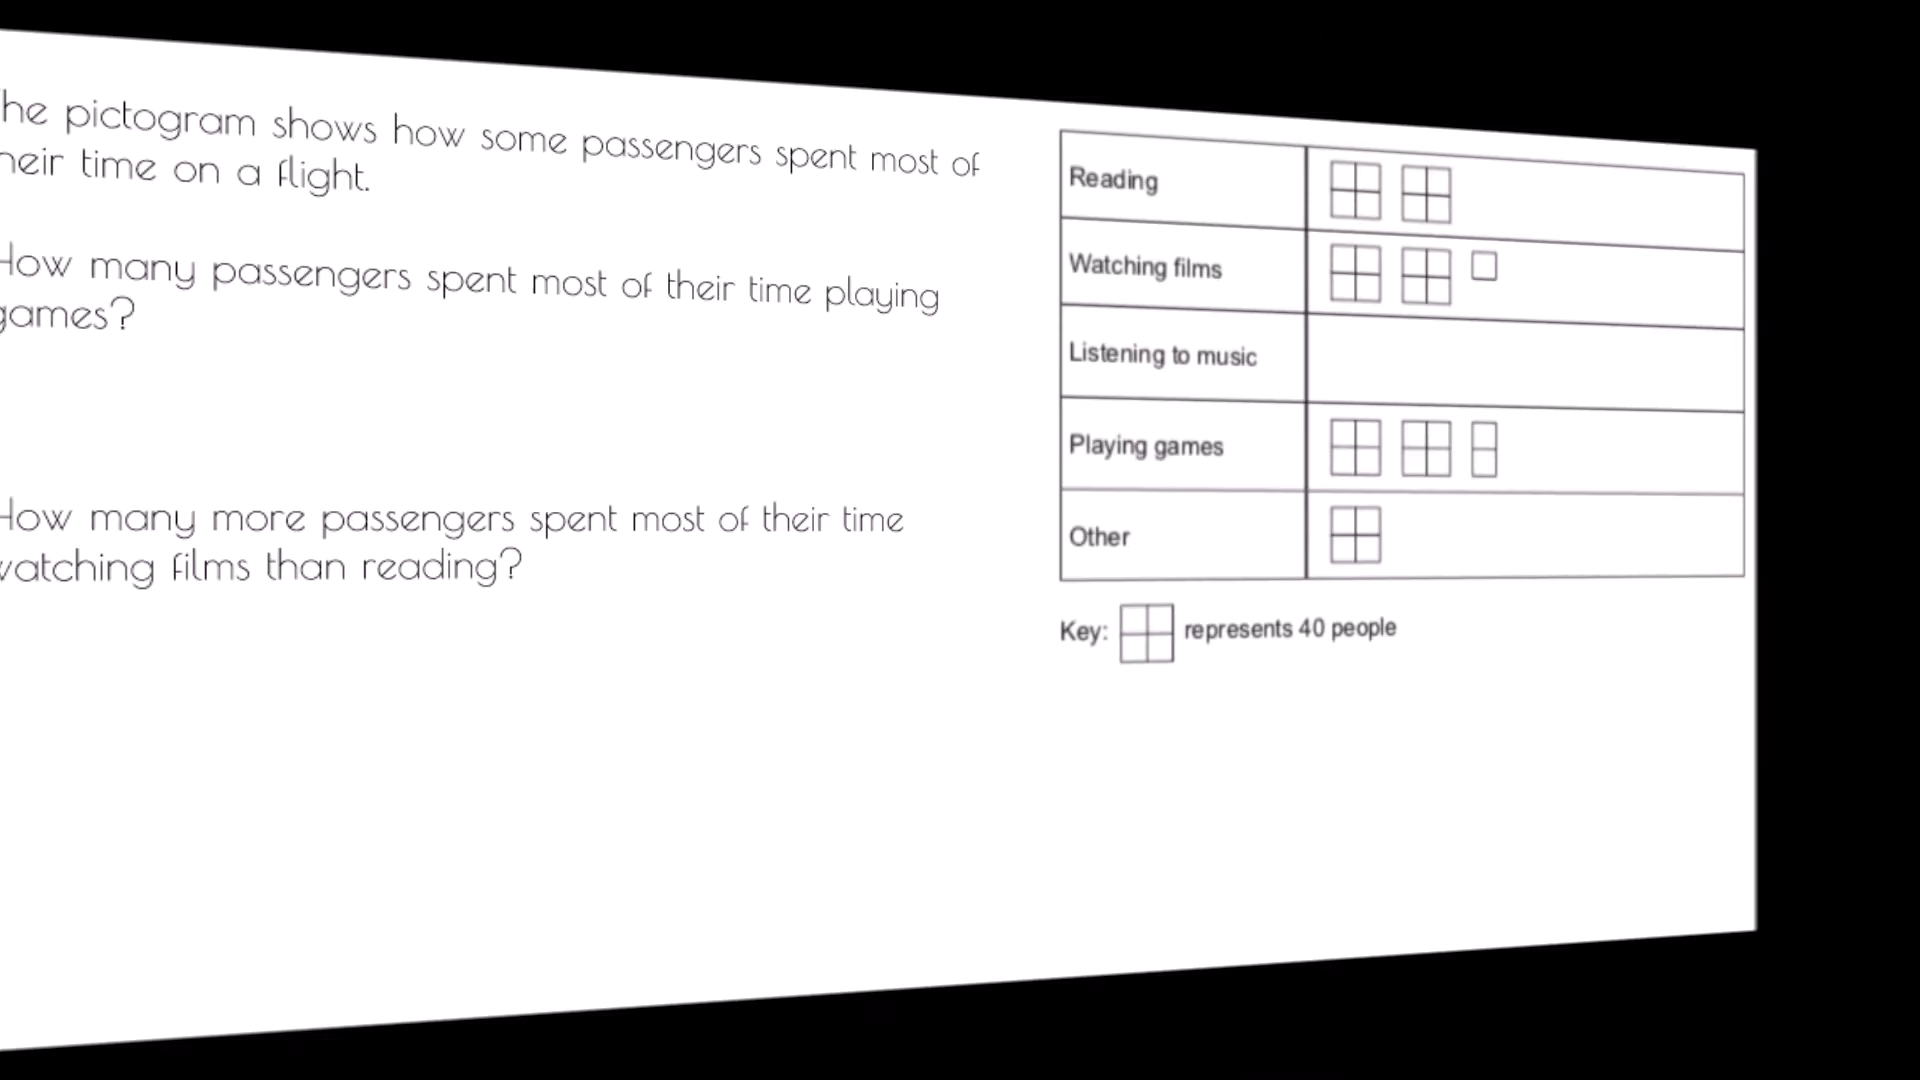 he pictogram shows how some passengers spent most of
heir time on a flight.
How many passengers spent most of their time playing
games?
How many more passengers spent most of their time
watching films than reading?
Reading
Watching films
Listening to music
Playing games
Other
Key: represents 40 people